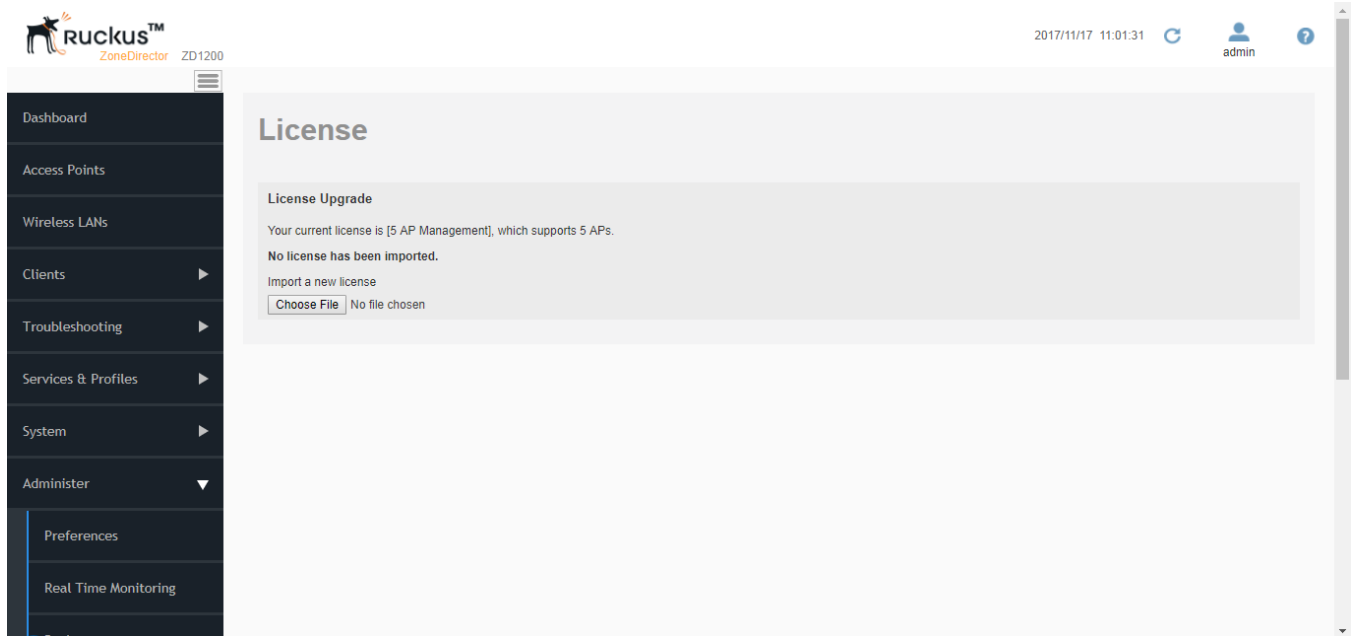 Ruckus™
ZoneDirector ZD1200
2017/11/17 11:01:31
admin
?
Dashboard
Access Points
Wireless LANs
Clients
Troubleshooting
Services & Profiles
System
Administer
Preferences
Real Time Monitoring
License
License Upgrade
Your current license is [5 AP Management], which supports 5 APs.
No license has been imported.
Import a new license
Choose File No file chosen